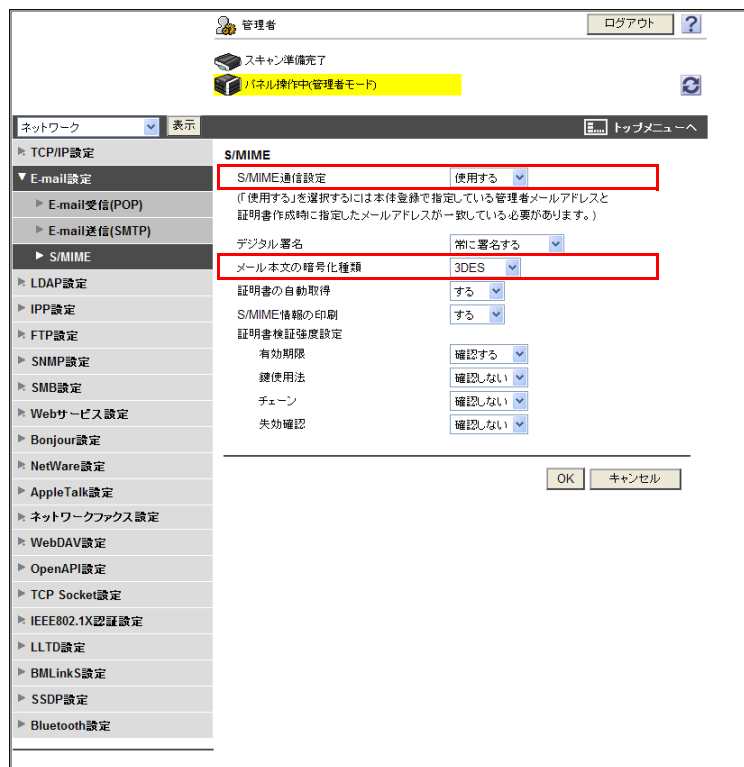 管理者
ログアウト
?
スキャン準備完了
パネル操作中(管理者モード)
ネットワーク
表示
トップメニューへ
TCP/IP設定
E-mail設定
E-mail受信(POP)
E-mail送信(SMTP)
S/MIME
LDAP設定
IPP設定
FTP設定
SNMP設定
SMB設定
Webサービス設定
Bonjour設定
NetWare設定
AppleTalk設定
ネットワークファクス設定
WebDAV設定
OpenAPI設定
TCP Socket設定
IEEE802.1X認証設定
LLTD設定
BMLinkS設定
SSDP設定
Bluetooth設定
S/MIME
S/MIME通信設定 使用する
(「使用する」を選択するには本体登録で指定している管理者メールアドレスと
証明書作成時に指定したメールアドレスが一致している必要があります。)
デジタル署名 常に署名する
メール本文の暗号化種類 3DES
証明書の自動取得 する
S/MIME情報の印刷 する
証明書検証強度設定
有効期限 確認する
鍵使用法 確認しない
チェーン 確認しない
失効確認 確認しない
OK キャンセル